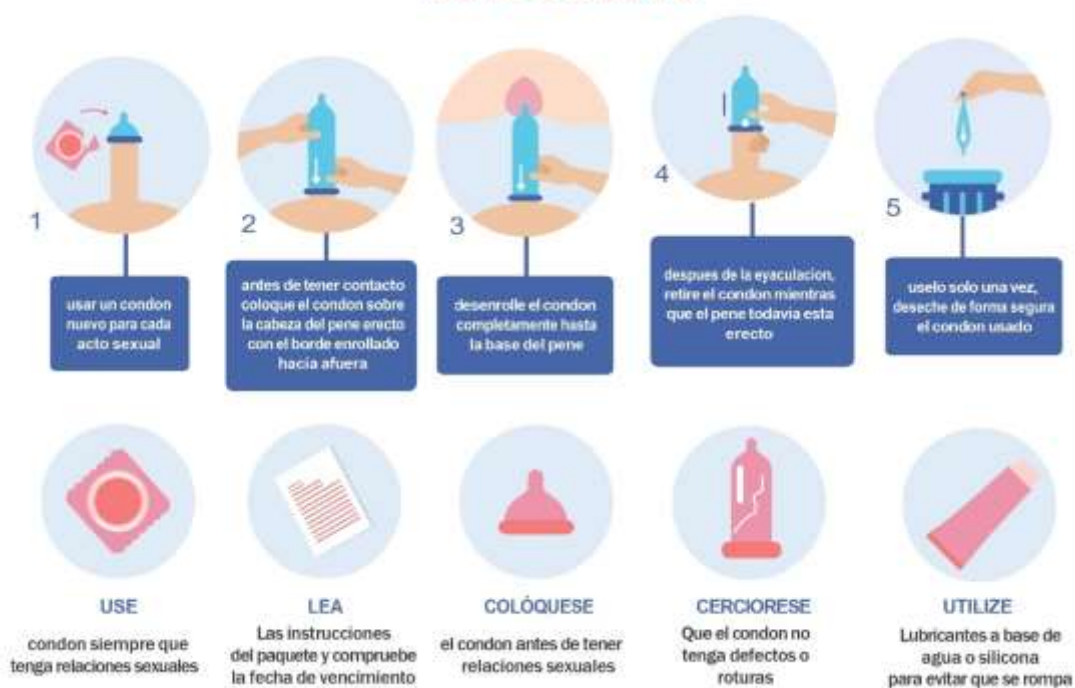 1
usar un condon
nuevo para cada
acto sexual
2
antes de tener contacto
coloque el condon sobre
la cabeza del pene erecto
con el borde enrollado
hacia afuera
3
desenrolle el condon
completamente hasta
la base del pene
4
despues de la eyaculacion,
retire el condon mientras
que el pene todavia esta
erecto
5
uselo solo una vez,
deseche de forma segura
el condon usado
USE
condon siempre que
tenga relaciones sexuales
LEA
Las instrucciones
del paquete y compruebe
la fecha de vencimiento
COLÓQUESE
el condon antes de tener
relaciones sexuales
CERCIORESE
Que el condon no
tenga defectos o
roturas
UTILIZE
Lubricantes a base de
agua o silicona
para evitar que se rompa